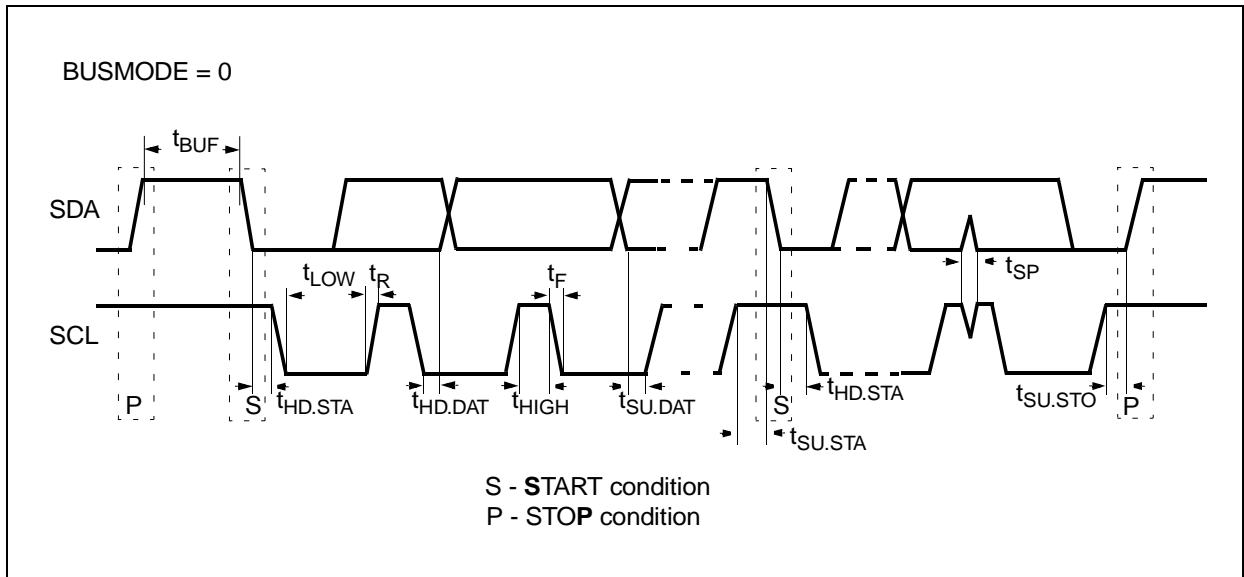 BUSMODE = 0
tBUF
SDA
tLOW
tR
tF
tSP
SCL
P
S
tHD.STA
tHD.DAT
tHIGH
tSU.DAT
S
tHD.STA
tSU.STO
P
tSU.STA
S - START condition
P - STOP condition